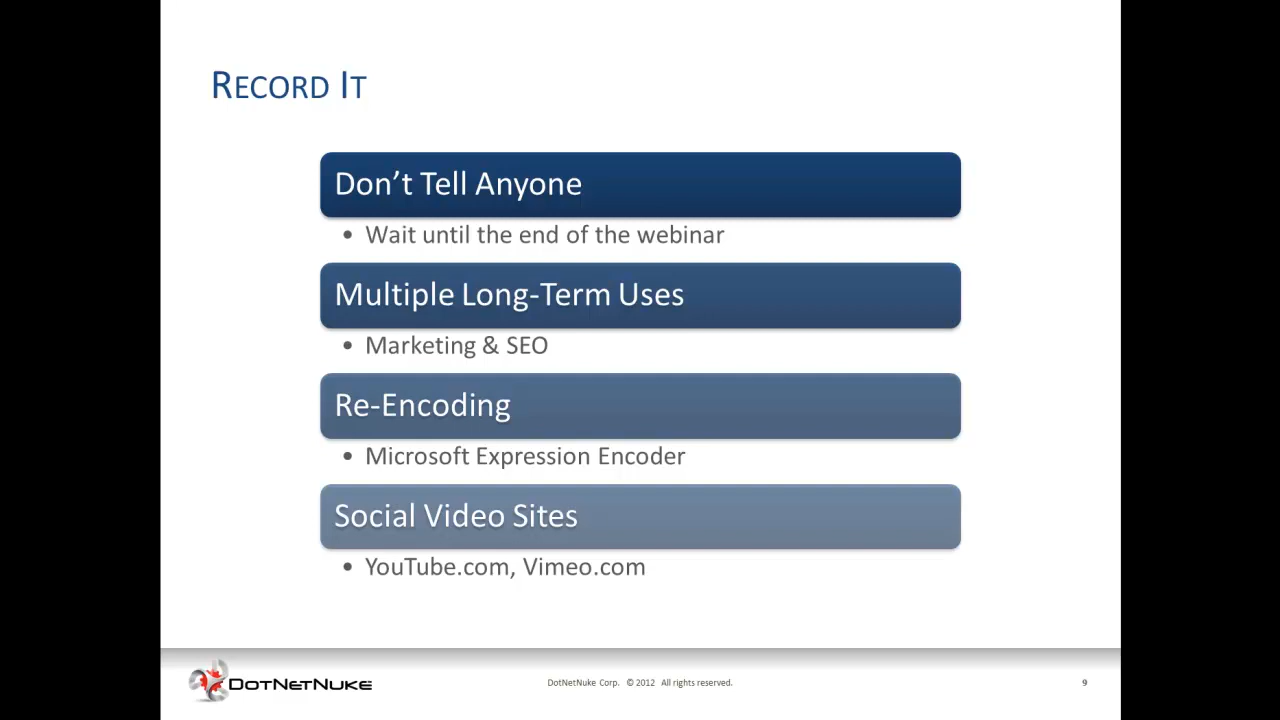 Record It
Don’t Tell Anyone
• Wait until the end of the webinar
Multiple Long-Term Uses
• Marketing & SEO
Re-Encoding
• Microsoft Expression Encoder
Social Video Sites
• YouTube.com, Vimeo.com
DotNetNuke
DotNetNuke Corp. © 2012 All rights reserved.
9